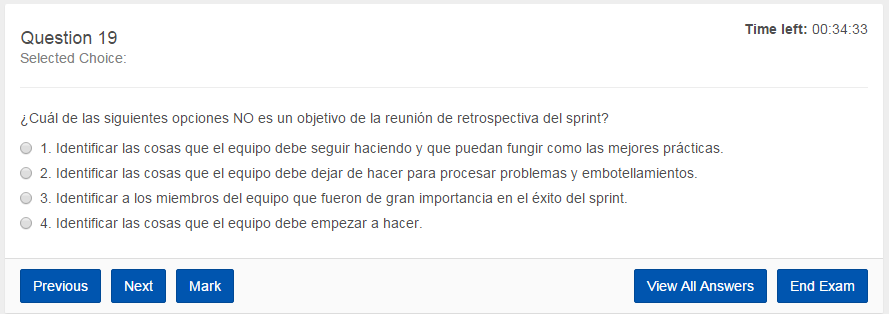 Question 19
Time left: 00:34:33
Selected Choice:
¿Cuál de las siguientes opciones NO es un objetivo de la reunión de retrospectiva del sprint?
1. Identificar las cosas que el equipo debe seguir haciendo y que puedan fungir como las mejores prácticas.
2. Identificar las cosas que el equipo debe dejar de hacer para procesar problemas y embotellamientos.
3. Identificar a los miembros del equipo que fueron de gran importancia en el éxito del sprint.
4. Identificar las cosas que el equipo debe empezar a hacer.
Previous Next Mark View All Answers End Exam